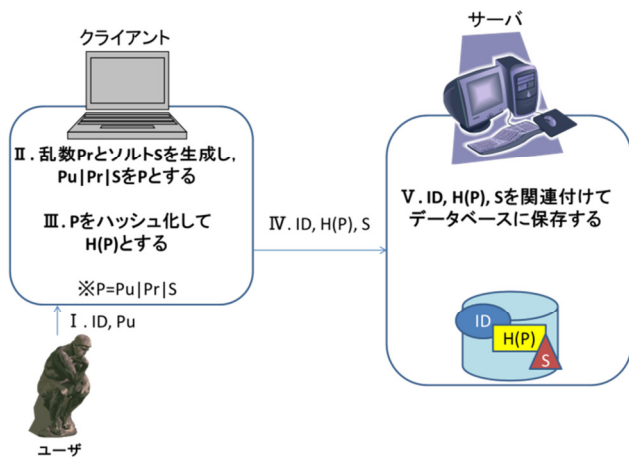 クライアント
サーバ
Ⅱ. 乱数PrとソルトSを生成し,
Pu|Pr|SをPとする
Ⅲ. Pをハッシュ化して
H(P)とする
※P=Pu|Pr|S
Ⅳ. ID, H(P), S
Ⅴ. ID, H(P), Sを関連付けて
データベースに保存する
Ⅰ. ID, Pu
ID
H(P)
S
ユーザ